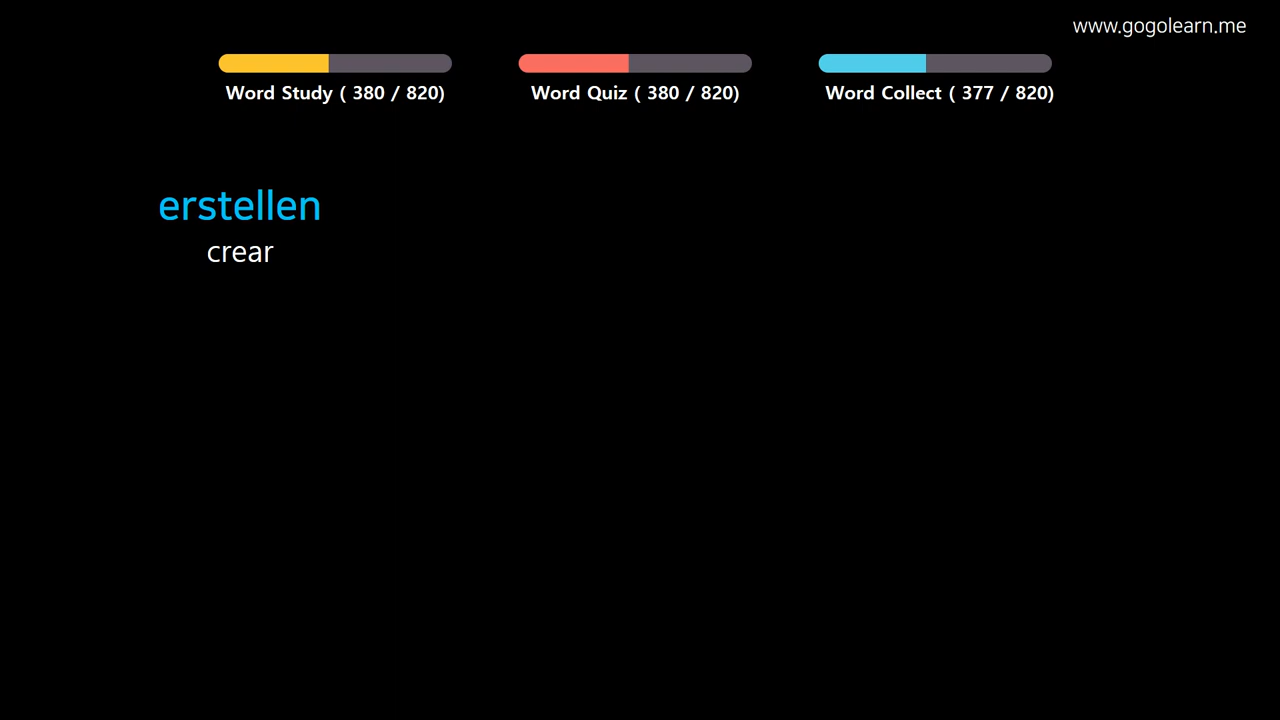 www.gogolearn.me
Word Study ( 380 / 820)
Word Quiz ( 380 / 820)
Word Collect ( 377 / 820)
erstellen
crear